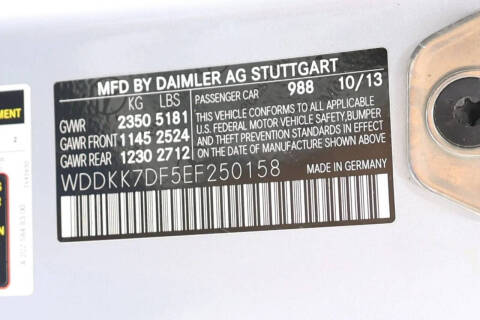 MFD BY DAIMLER AG STUTTGART
KG LBS
PASSENGER CAR 988 10/13
GVWR 2350 5181
GAWR FRONT 1145 2524
GAWR REAR 1230 2712
THIS VEHICLE CONFORMS TO ALL APPLICABLE
U.S. FEDERAL MOTOR VEHICLE SAFETY,BUMPER
AND THEFT PREVENTION STANDARDS IN EFFECT
ON THE DATE OF MANUFACTURE SHOWN ABOVE
WDDKK7DF5EF250158
MADE IN GERMANY